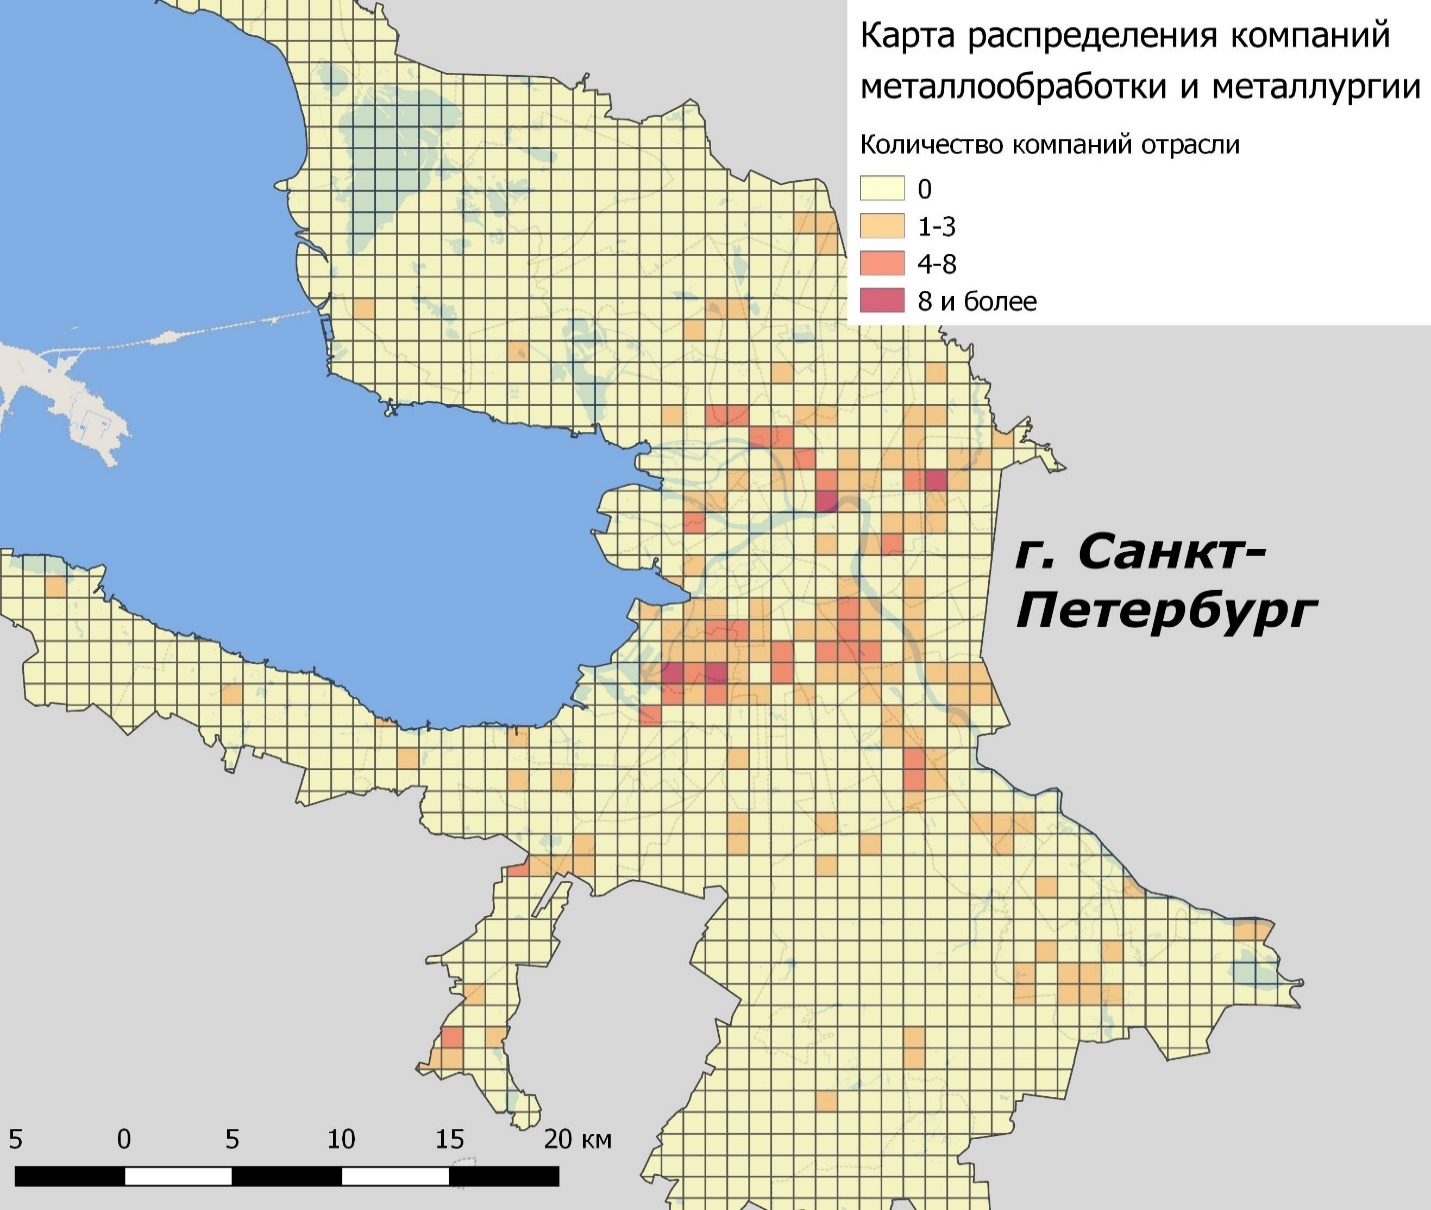 Карта распределения компаний
металлообработки и металлургии
Количество компаний отрасли
0
1-3
4-8
8 и более
г. Санкт-
Петербург
5 0 5 10 15 20 км